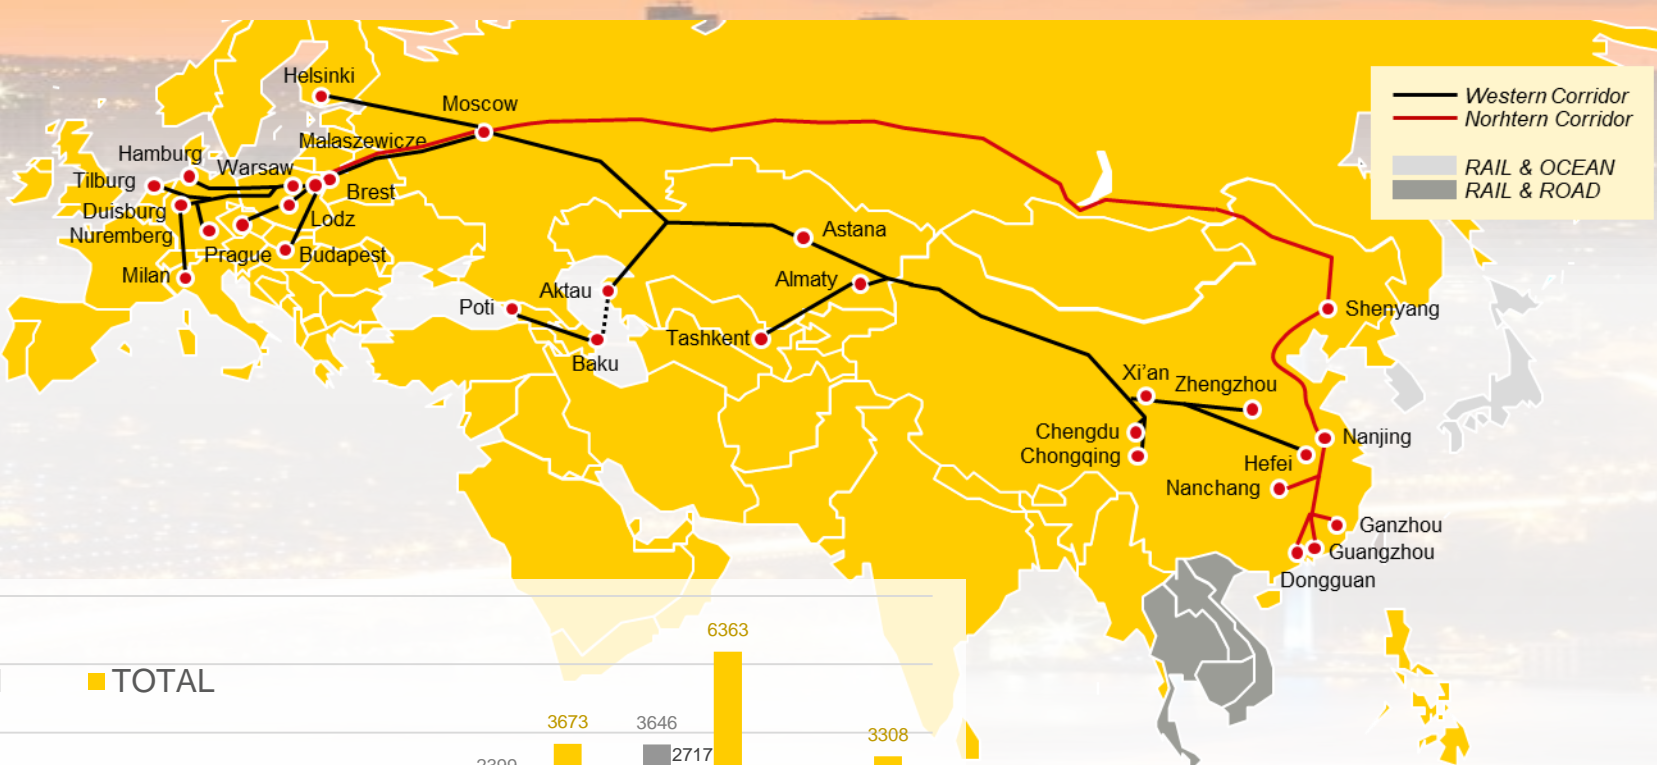 Western Corridor
Norhtern Corridor
RAIL & OCEAN
RAIL & ROAD
Helsinki
Moscow
Malaszewicze
Hamburg
Warsaw
Tilburg
Brest
Duisburg
Lodz
Nuremberg
Prague
Budapest
Milan
Astana
Almaty
Aktau
Poti
Tashkent
Baku
Shenyang
Xi'an
Zhengzhou
Chengdu
Chongqing
Nanjing
Hefei
Nanchang
Ganzhou
Guangzhou
Dongguan
TOTAL
6363
3673
3646
2717
3308